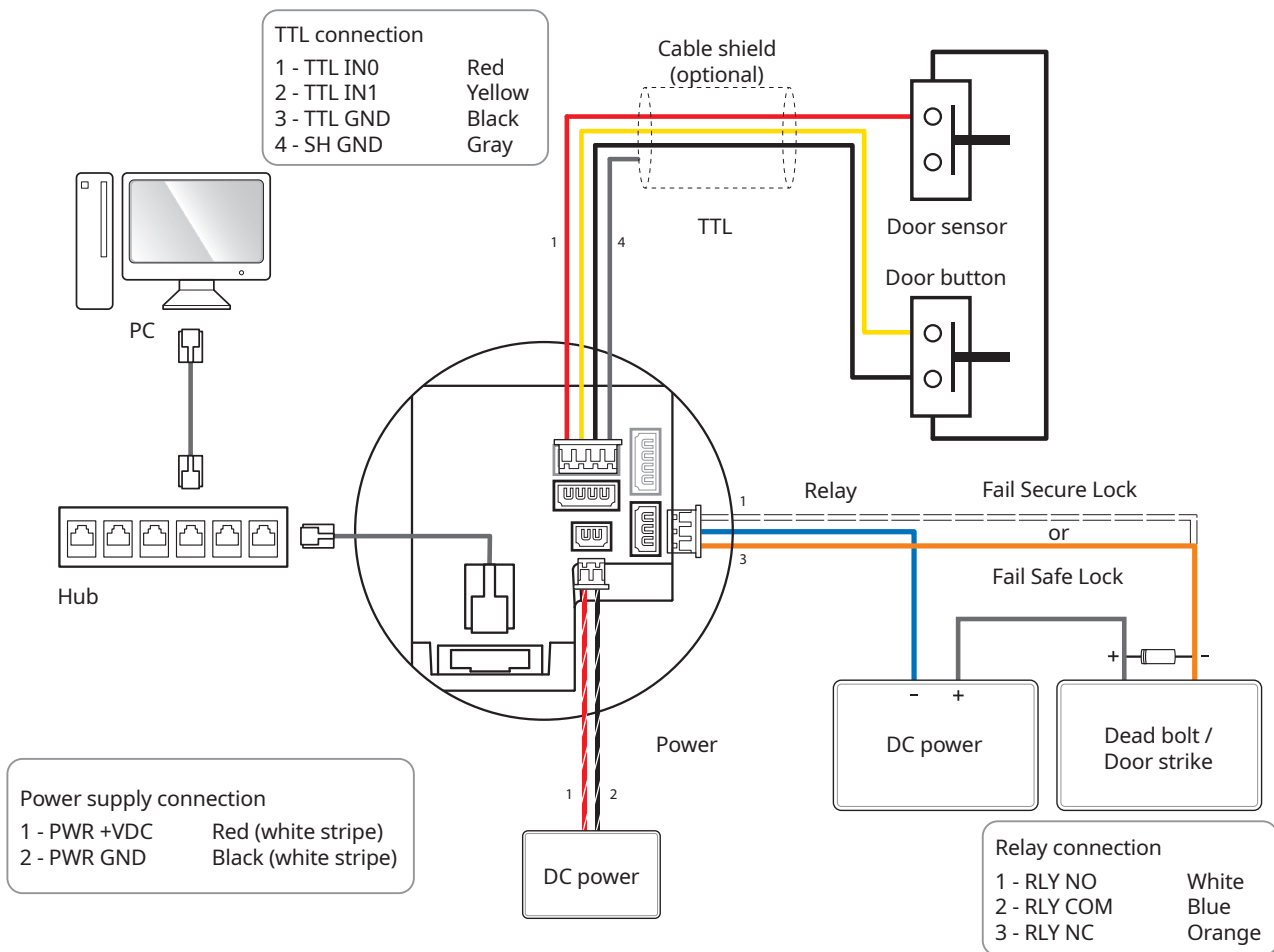 TTL connection
1 - TTL IN0 Red
2 - TTL IN1 Yellow
3 - TTL GND Black
4 - SH GND Gray
Cable shield
(optional)
TTL
1
4
Door sensor
Door button
PC
Hub
Relay
1
3
Fail Secure Lock
or
Fail Safe Lock
+
-
- +
DC power
Dead bolt /
Door strike
Power
1
2
DC power
Power supply connection
1 - PWR +VDC Red (white stripe)
2 - PWR GND Black (white stripe)
Relay connection
1 - RLY NO White
2 - RLY COM Blue
3 - RLY NC Orange